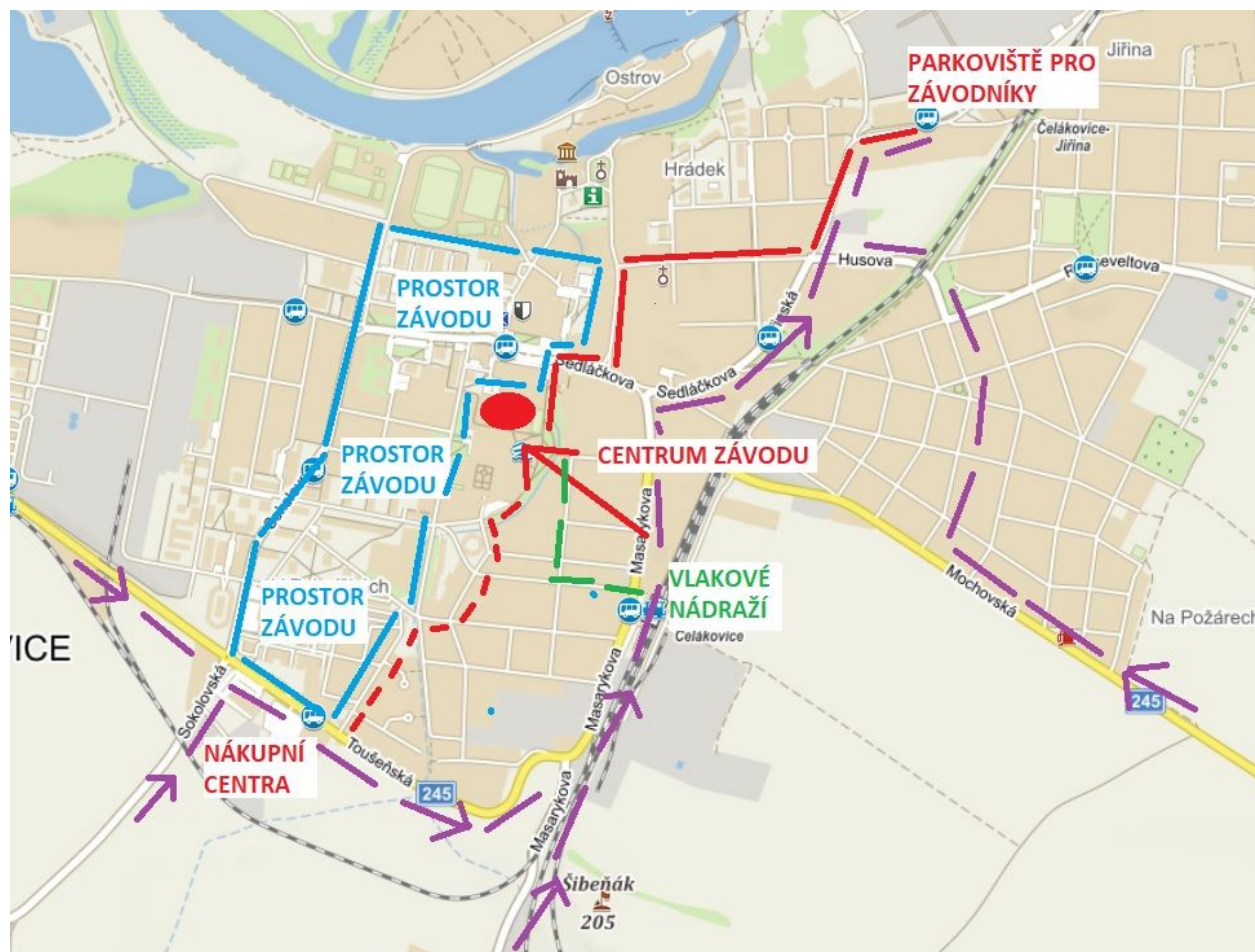 Ostrov
PARKOVIŠTĚ PRO
ZÁVODNÍKY
Jiřina
Čelákovice-
Jiřina
Hrádek
Husova
PROSTOR
ZÁVODU
Sedláčkova
Sedláčkova
PROSTOR
ZÁVODU
CENTRUM ZÁVODU
Masarykova
Mochovská
VLAKOVÉ
NÁDRAŽÍ
PROSTOR
ZÁVODU
Čelákovice
Na Požárech
ICE
Sokolovská
Masarykova
245
NÁKUPNÍ
CENTRA
Toušeňská
245
Masarykova
Šibeňák
205